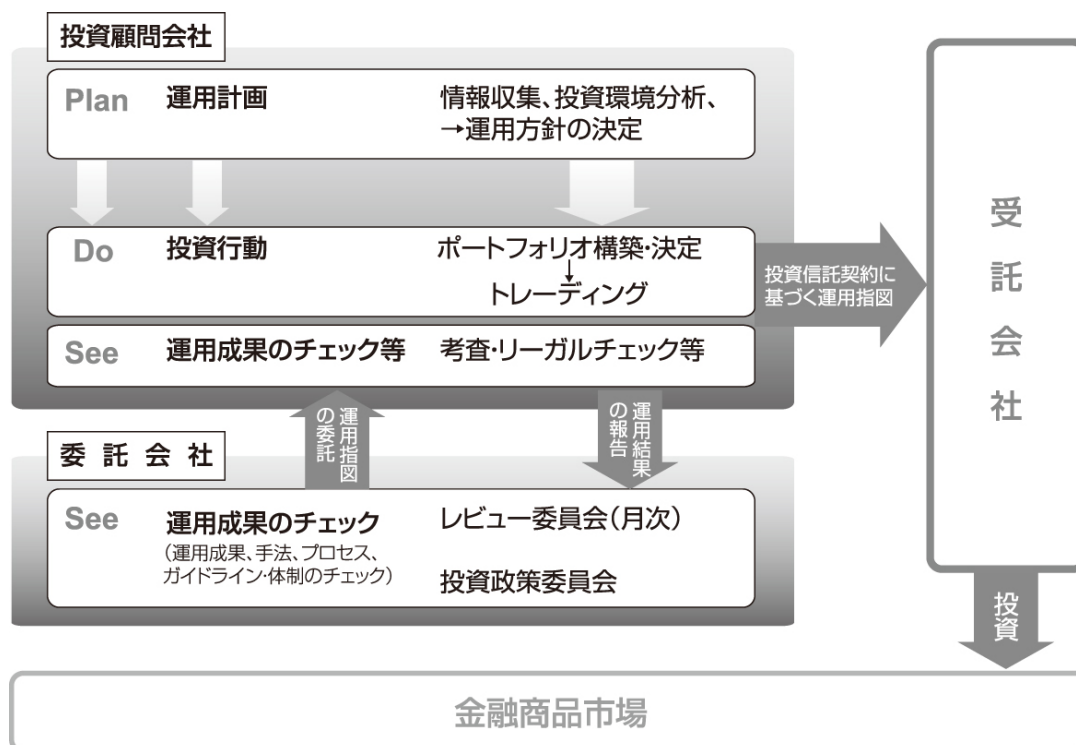 投資顧問会社
Plan 運用計画 情報収集、投資環境分析、
→運用方針の決定
Do 投資行動 ポートフォリオ構築・決定
トレーディング
See 運用成果のチェック等 考査・リーガルチェック等
投資信託契約に
基づく運用指図
受託会社
運用指図
の委託
運用結果
の報告
委託会社
See 運用成果のチェック レビュー委員会(月次)
(運用成果、手法、プロセス、
ガイドライン・体制のチェック)
投資政策委員会
投資
金融商品市場